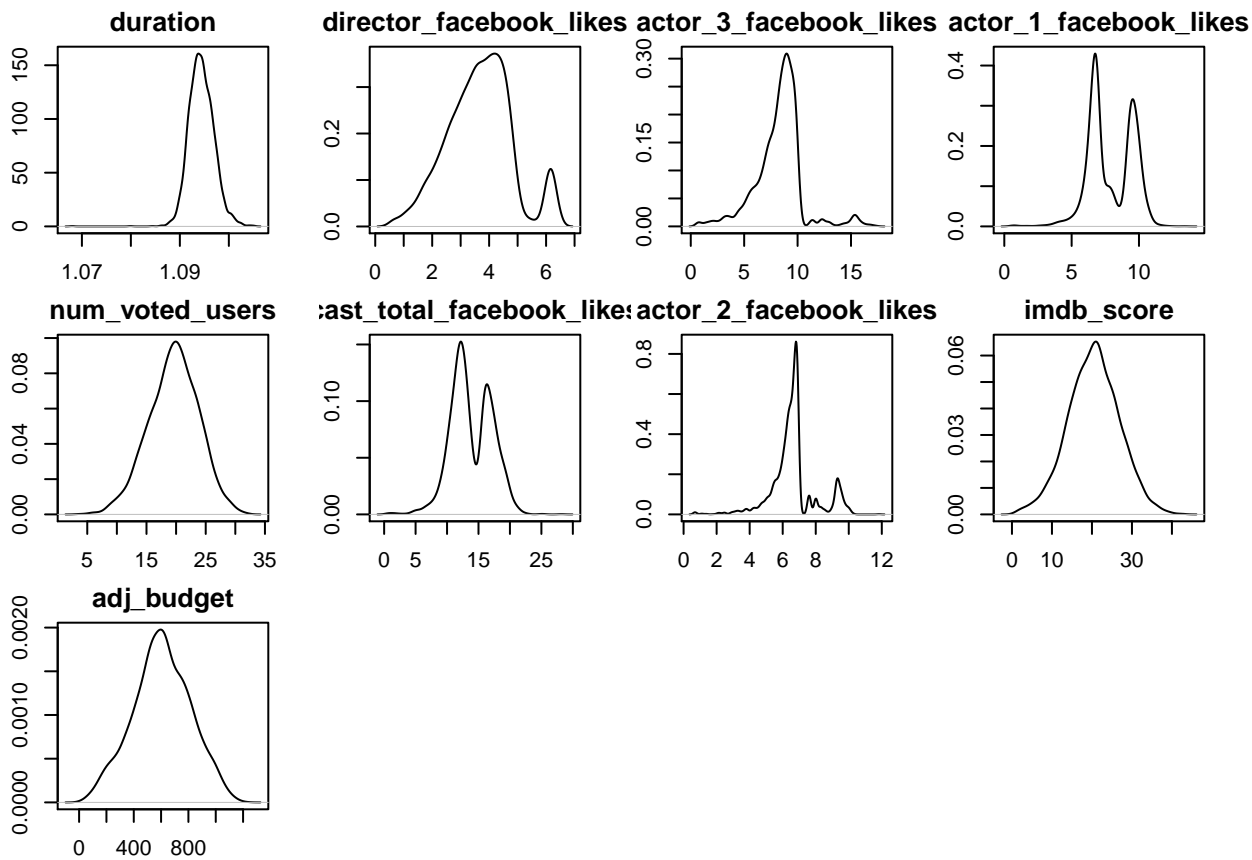 duration
director_facebook_likes
actor_3_facebook_likes
actor_1_facebook_likes
0 50 100 150
1.07 1.09
0.0 0.2
0 2 4 6
0.00 0.15 0.30
0 5 10 15
0.0 0.2 0.4
0 5 10
num_voted_users
cast_total_facebook_likes
actor_2_facebook_likes
imdb_score
0.00 0.04 0.08
5 15 25 35
0.00 0.10
0 5 15 25
0.0 0.4 0.8
0 2 4 6 8 12
0.00 0.03 0.06
0 10 30
adj_budget
0.0000 0.0010 0.0020
0 400 800